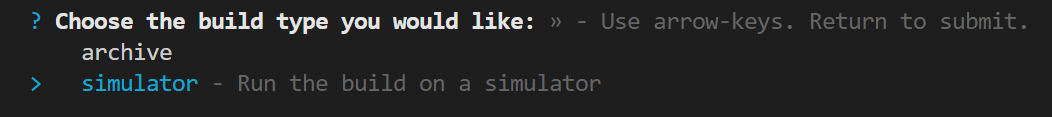 ? Choose the build type you would like: » - Use arrow-keys. Return to submit.
archive
> simulator - Run the build on a simulator